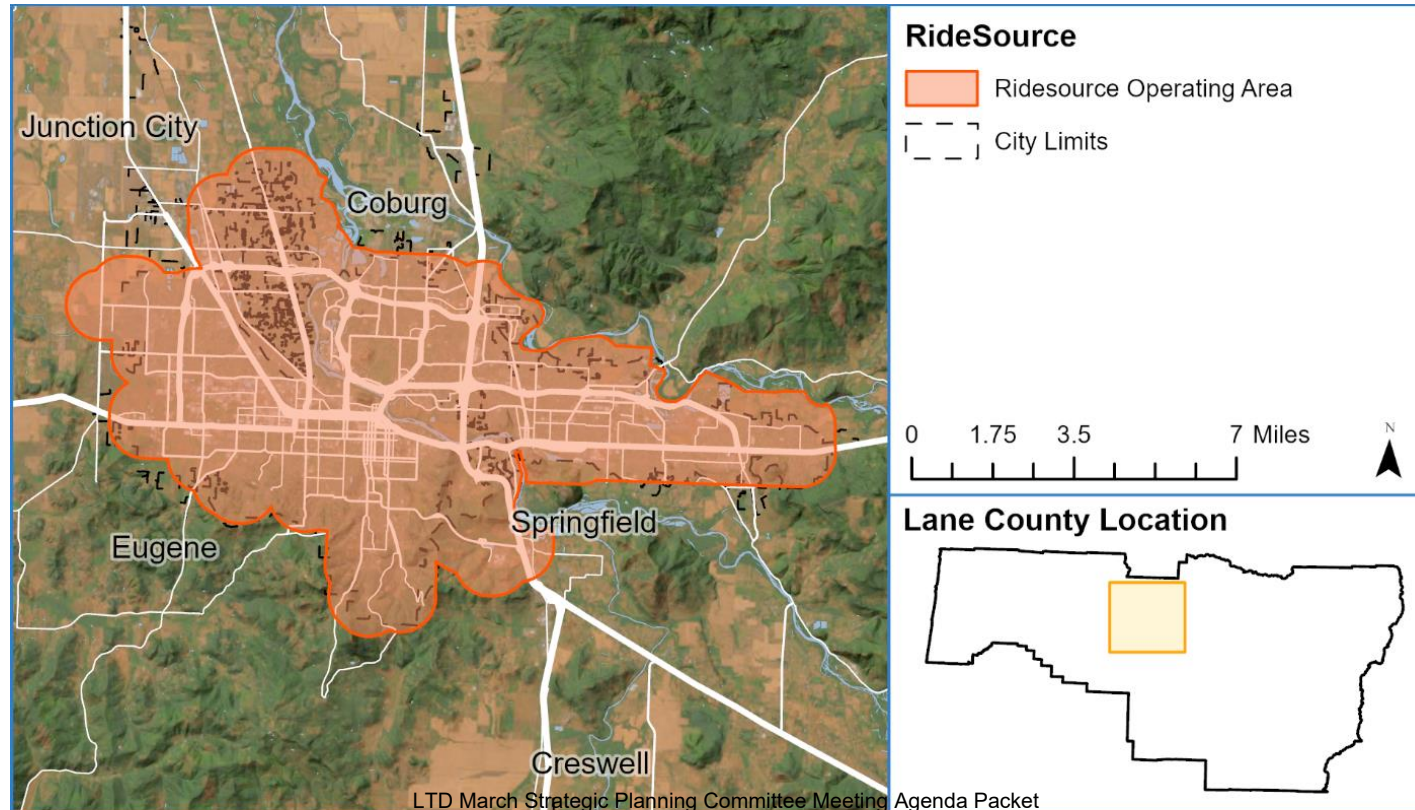 Junction City
Coburg
Springfield
Eugene
Creswell
RideSource
Ridesource Operating Area
City Limits
0 1.75 3.5 7 Miles
N
Lane County Location
LTD March Strategic Planning Committee Meeting Agenda Packet